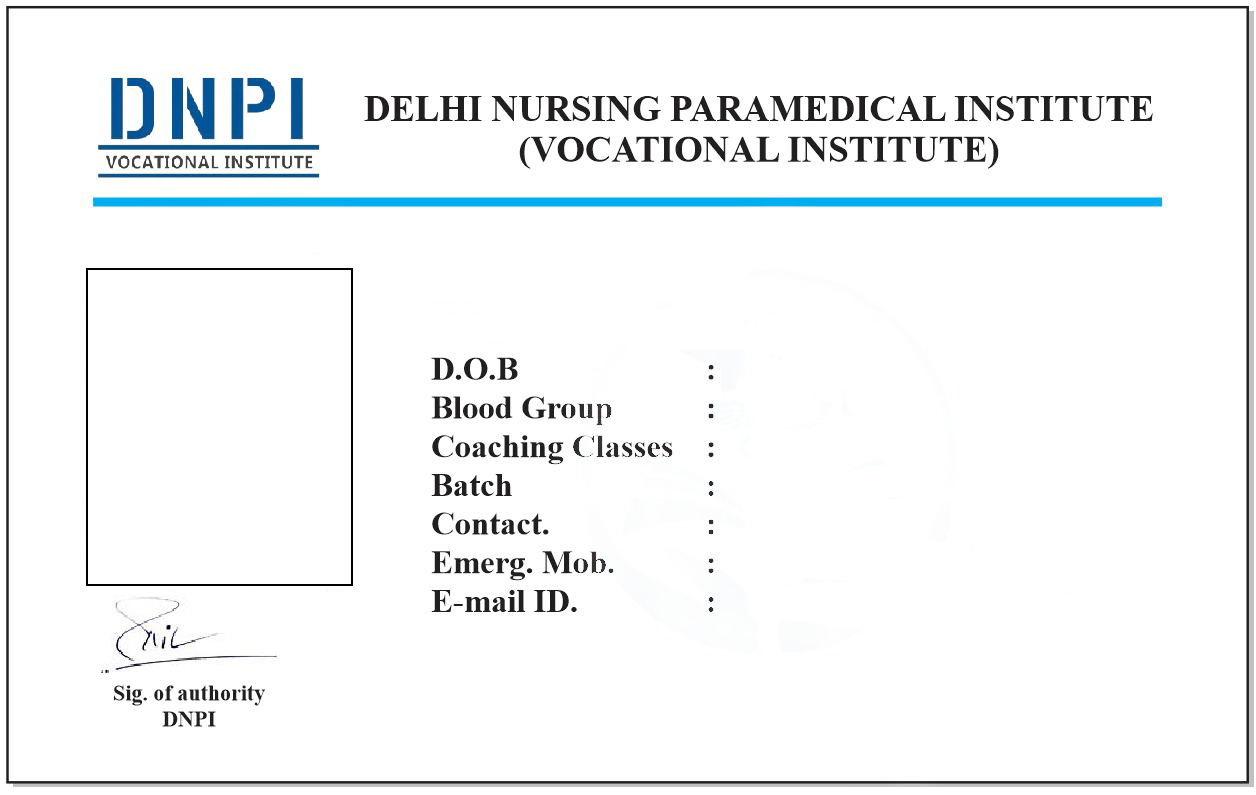 DNPI
VOCATIONAL INSTITUTE
DELHI NURSING PARAMEDICAL INSTITUTE
(VOCATIONAL INSTITUTE)
D.O.B :
Blood Group :
Coaching Classes :
Batch :
Contact. :
Emerg. Mob. :
E-mail ID. :
Sig. of authority
DNPI